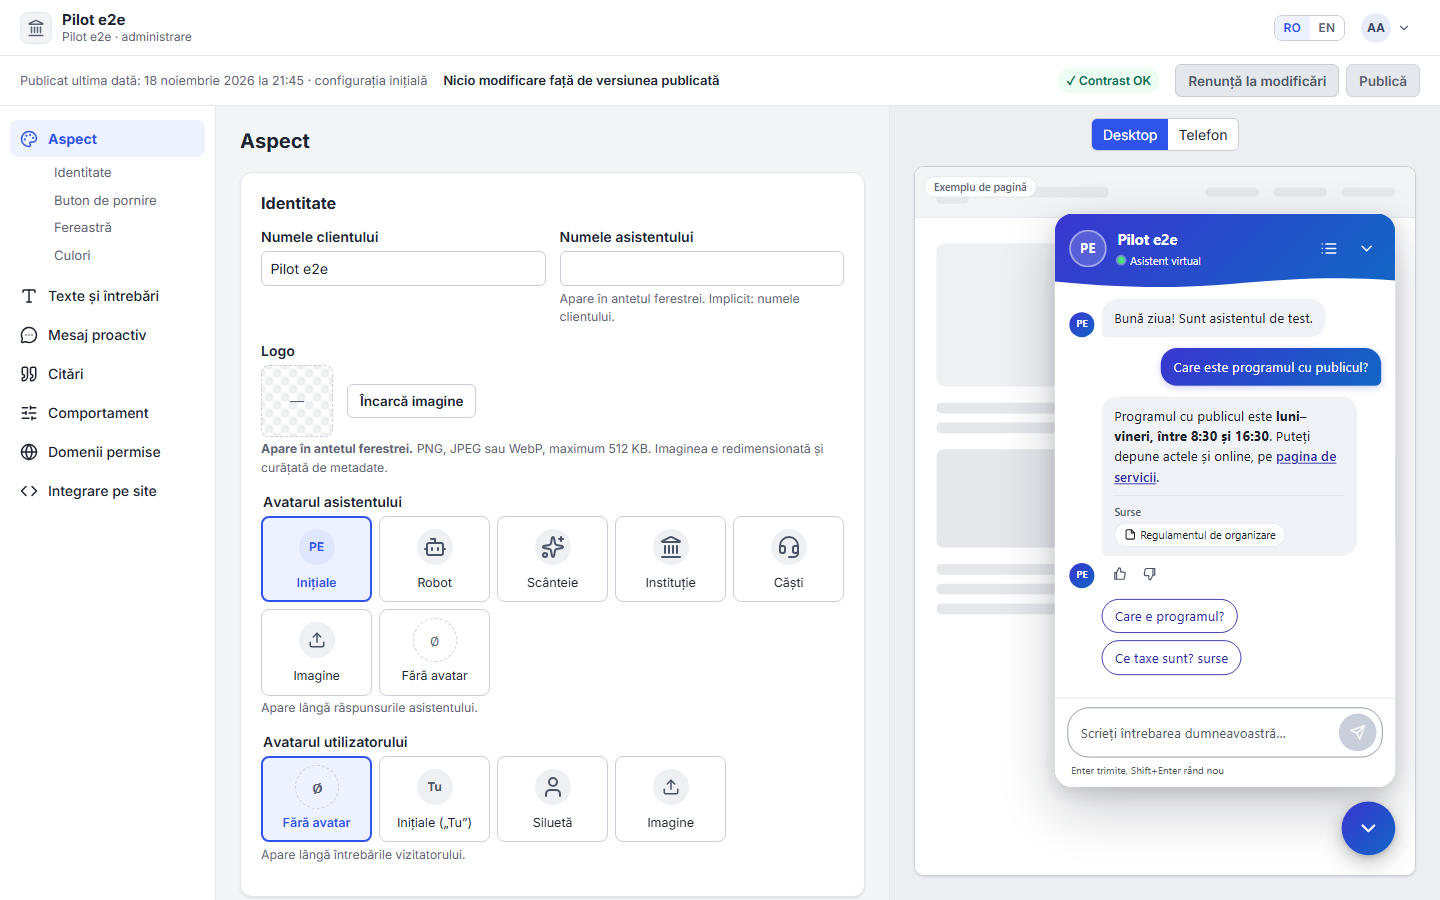 Pilot e2e
Pilot e2e · administrare
RO EN
AA
Publicat ultima dată: 18 noiembrie 2026 la 21:45 · configurația inițială
Nicio modificare față de versiunea publicată
✓ Contrast OK
Renunță la modificări
Publică
Aspect
Identitate
Buton de pornire
Fereastră
Culori
Texte și întrebări
Mesaj proactiv
Citări
Comportament
Domenii permise
Integrare pe site
Aspect
Identitate
Numele clientului
Pilot e2e
Numele asistentului
Apare în antetul ferestrei. Implicit: numele
clientului.
Logo
—
Încarcă imagine
Apare în antetul ferestrei. PNG, JPEG sau WebP, maximum 512 KB. Imaginea e redimensionată și
curățată de metadate.
Avatarul asistentului
PE
Inițiale
Robot
Scânteie
Instituție
Căști
Imagine
Ø
Fără avatar
Apare lângă răspunsurile asistentului.
Avatarul utilizatorului
Ø
Fără avatar
Tu
Inițiale („Tu”)
Siluetă
Imagine
Apare lângă întrebările vizitatorului.
Desktop
Telefon
Exemplu de pagină
PE
Pilot e2e
Asistent virtual
PE
Bună ziua! Sunt asistentul de test.
Care este programul cu publicul?
Programul cu publicul este luni–
vineri, între 8:30 și 16:30. Puteți
depune actele și online, pe pagina de
servicii.
Surse
Regulamentul de organizare
PE
Care e programul?
Ce taxe sunt? surse
Scrieți întrebarea dumneavoastră...
Enter trimite, Shift+Enter rând nou